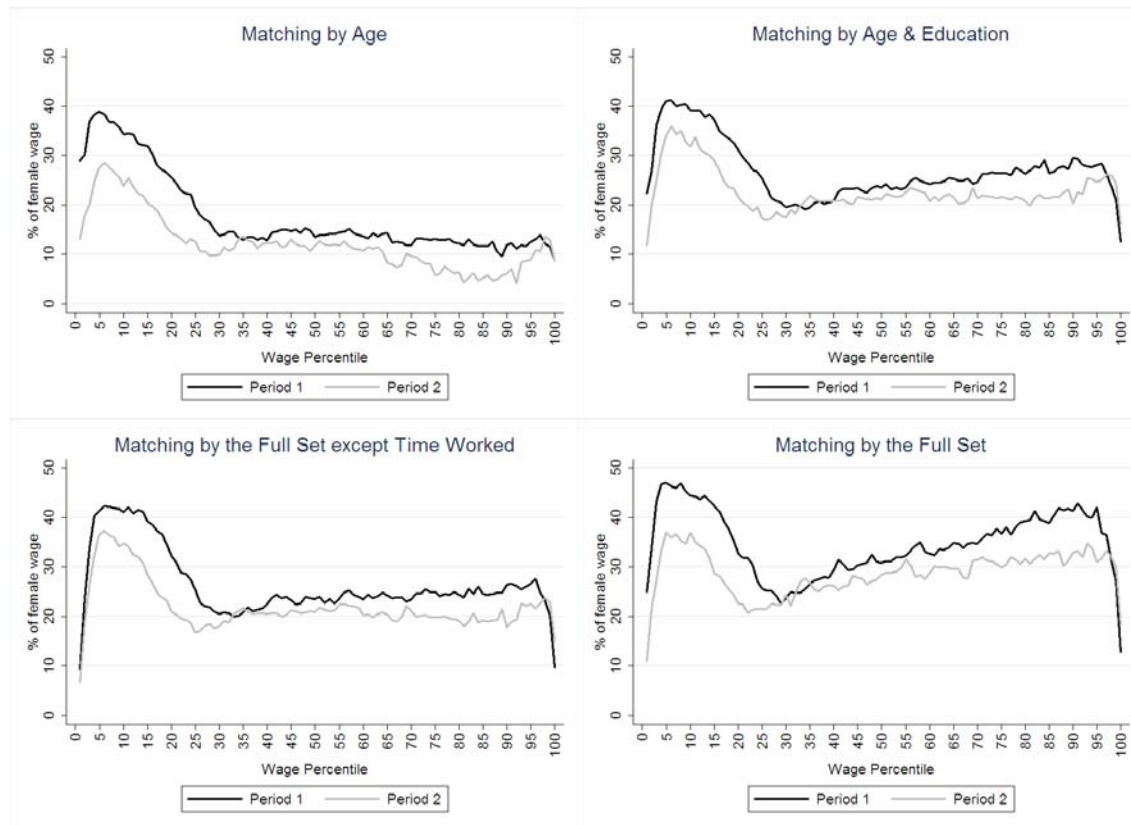 Matching by Age
% of female wage
50
40
30
20
10
0
0 5 10 15 20 25 30 35 40 45 50 55 60 65 70 75 80 85 90 95 100
Wage Percentile
Period 1 Period 2
Matching by Age & Education
% of female wage
50
40
30
20
10
0
0 5 10 15 20 25 30 35 40 45 50 55 60 65 70 75 80 85 90 95 100
Wage Percentile
Period 1 Period 2
Matching by the Full Set except Time Worked
% of female wage
50
40
30
20
10
0
0 5 10 15 20 25 30 35 40 45 50 55 60 65 70 75 80 85 90 95 100
Wage Percentile
Period 1 Period 2
Matching by the Full Set
% of female wage
50
40
30
20
10
0
0 5 10 15 20 25 30 35 40 45 50 55 60 65 70 75 80 85 90 95 100
Wage Percentile
Period 1 Period 2